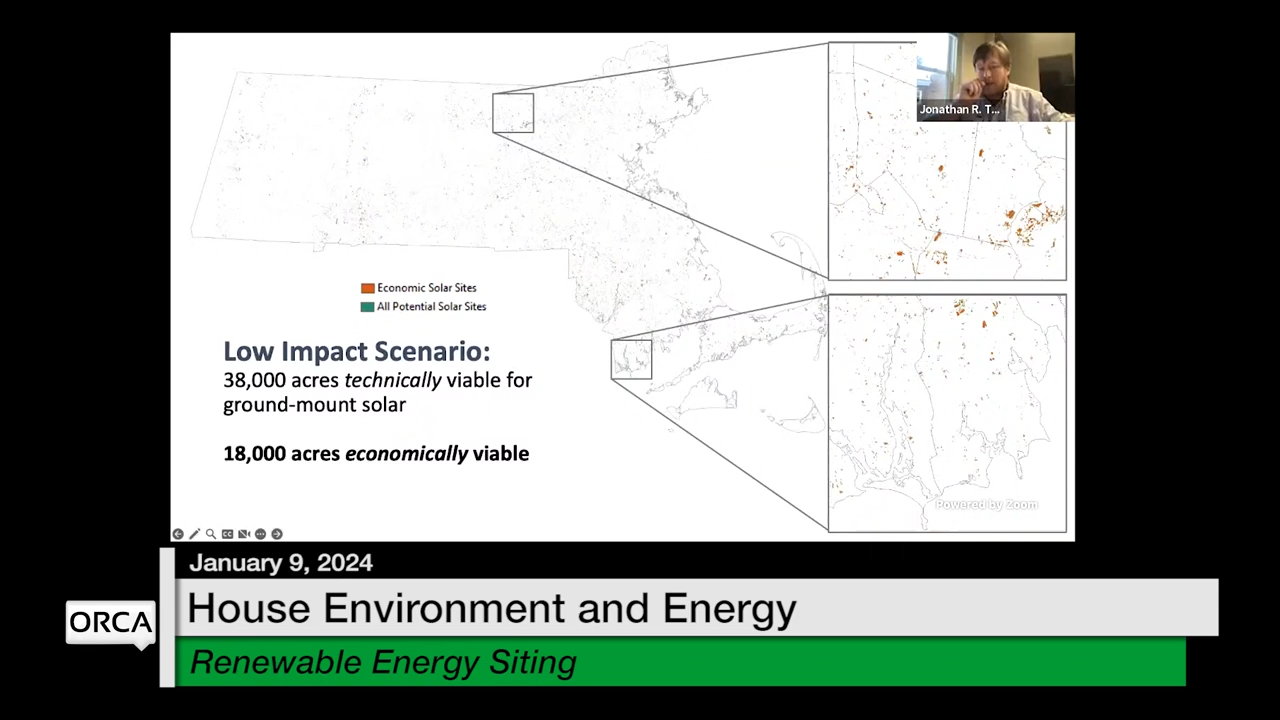 Jonathan R. T...
Economic Solar Sites
All Potential Solar Sites
Low Impact Scenario:
38,000 acres technically viable for
ground-mount solar
18,000 acres economically viable
Powered by Zoom
January 9, 2024
ORCA
House Environment and Energy
Renewable Energy Siting